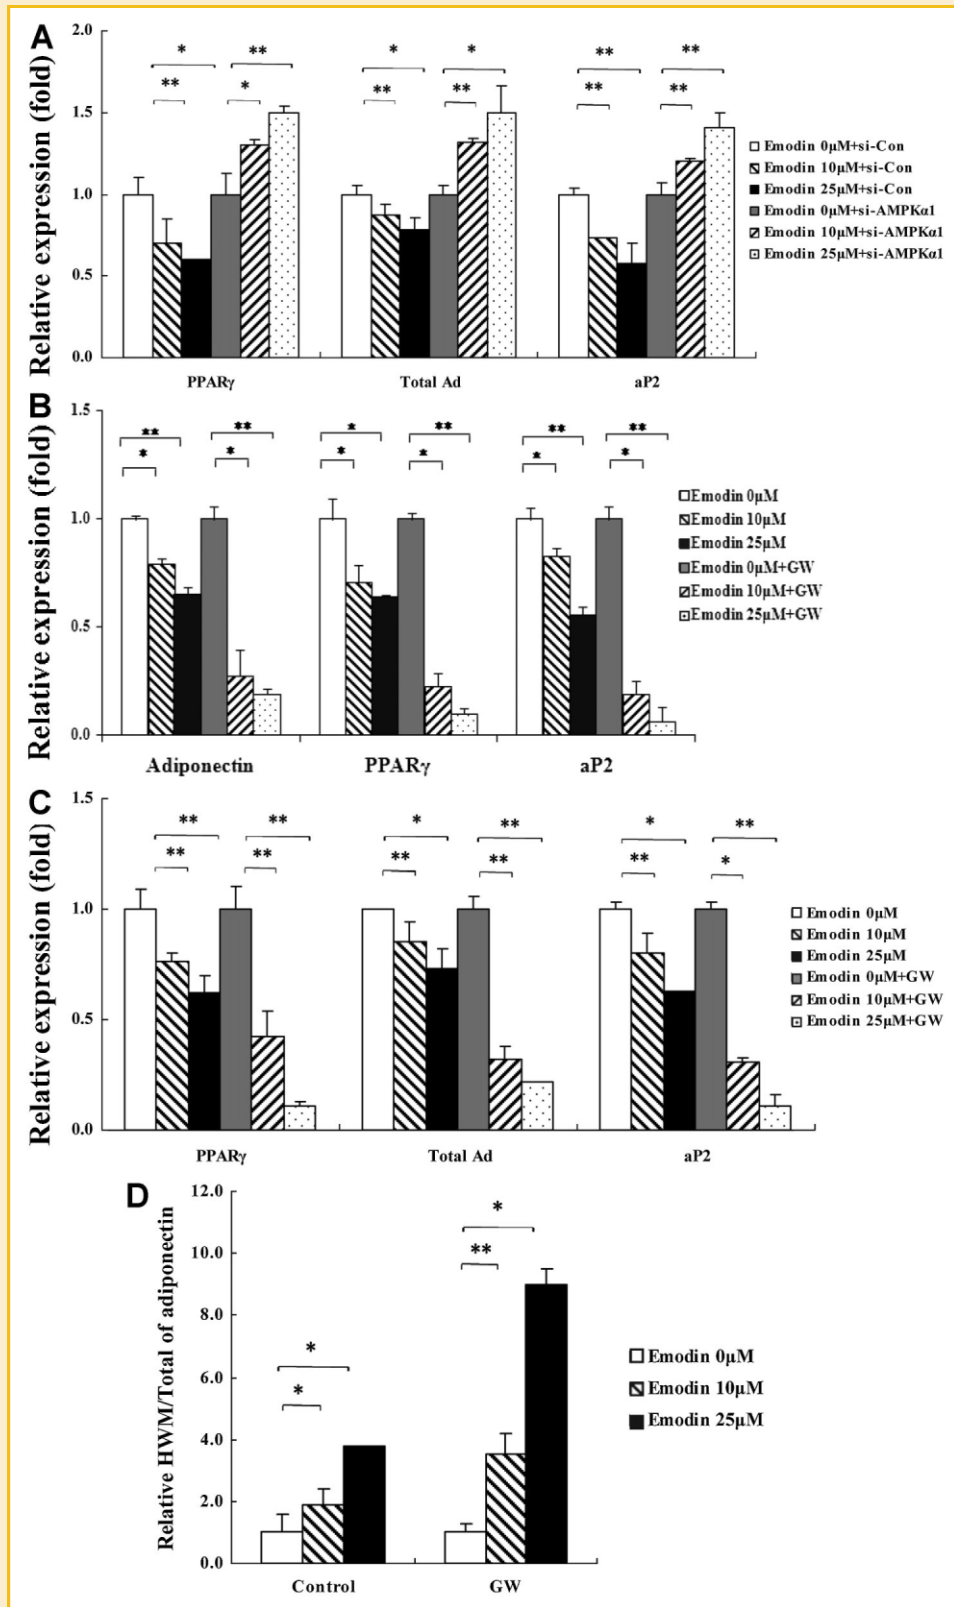 A
Relative expression (fold)
2.0
1.5
1.0
0.5
0.0
* ** * * ** **
** * ** ** ** **
Emodin 0μM+si-Con
Emodin 10μM+si-Con
Emodin 25μM+si-Con
Emodin 0μM+si-AMPKα1
Emodin 10μM+si-AMPKα1
Emodin 25μM+si-AMPKα1
PPARγ Total Ad aP2
B
Relative expression (fold)
1.5
1.0
0.5
0.0
** ** * ** ** **
* * * * * *
Emodin 0μM
Emodin 10μM
Emodin 25μM
Emodin 0μM+GW
Emodin 10μM+GW
Emodin 25μM+GW
Adiponectin PPARγ aP2
C
Relative expression (fold)
1.5
1.0
0.5
0.0
** ** * ** * **
** ** ** ** ** *
Emodin 0μM
Emodin 10μM
Emodin 25μM
Emodin 0μM+GW
Emodin 10μM+GW
Emodin 25μM+GW
PPARγ Total Ad aP2
D
Relative HWM/Total of adiponectin
12.0
10.0
8.0
6.0
4.0
2.0
0.0
* *
* **
Emodin 0μM
Emodin 10μM
Emodin 25μM
Control GW